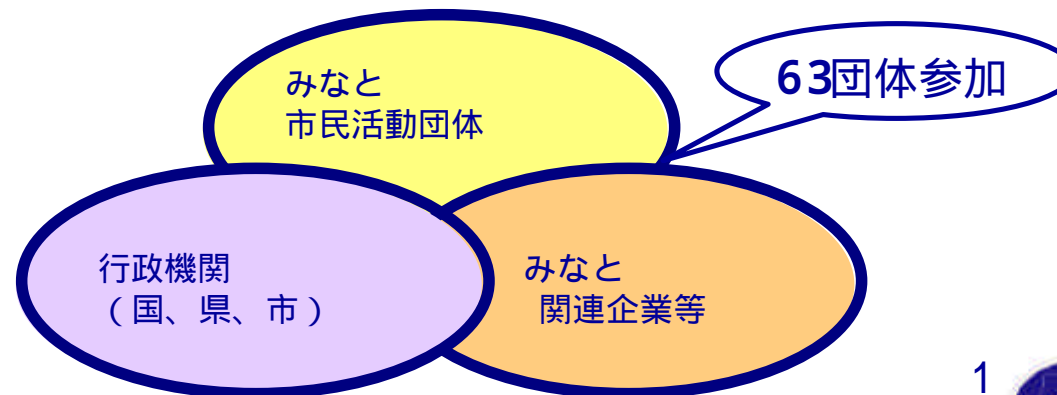 みなと
市民活動団体
63団体参加
行政機関
（国、県、市）
みなと
関連企業等
1